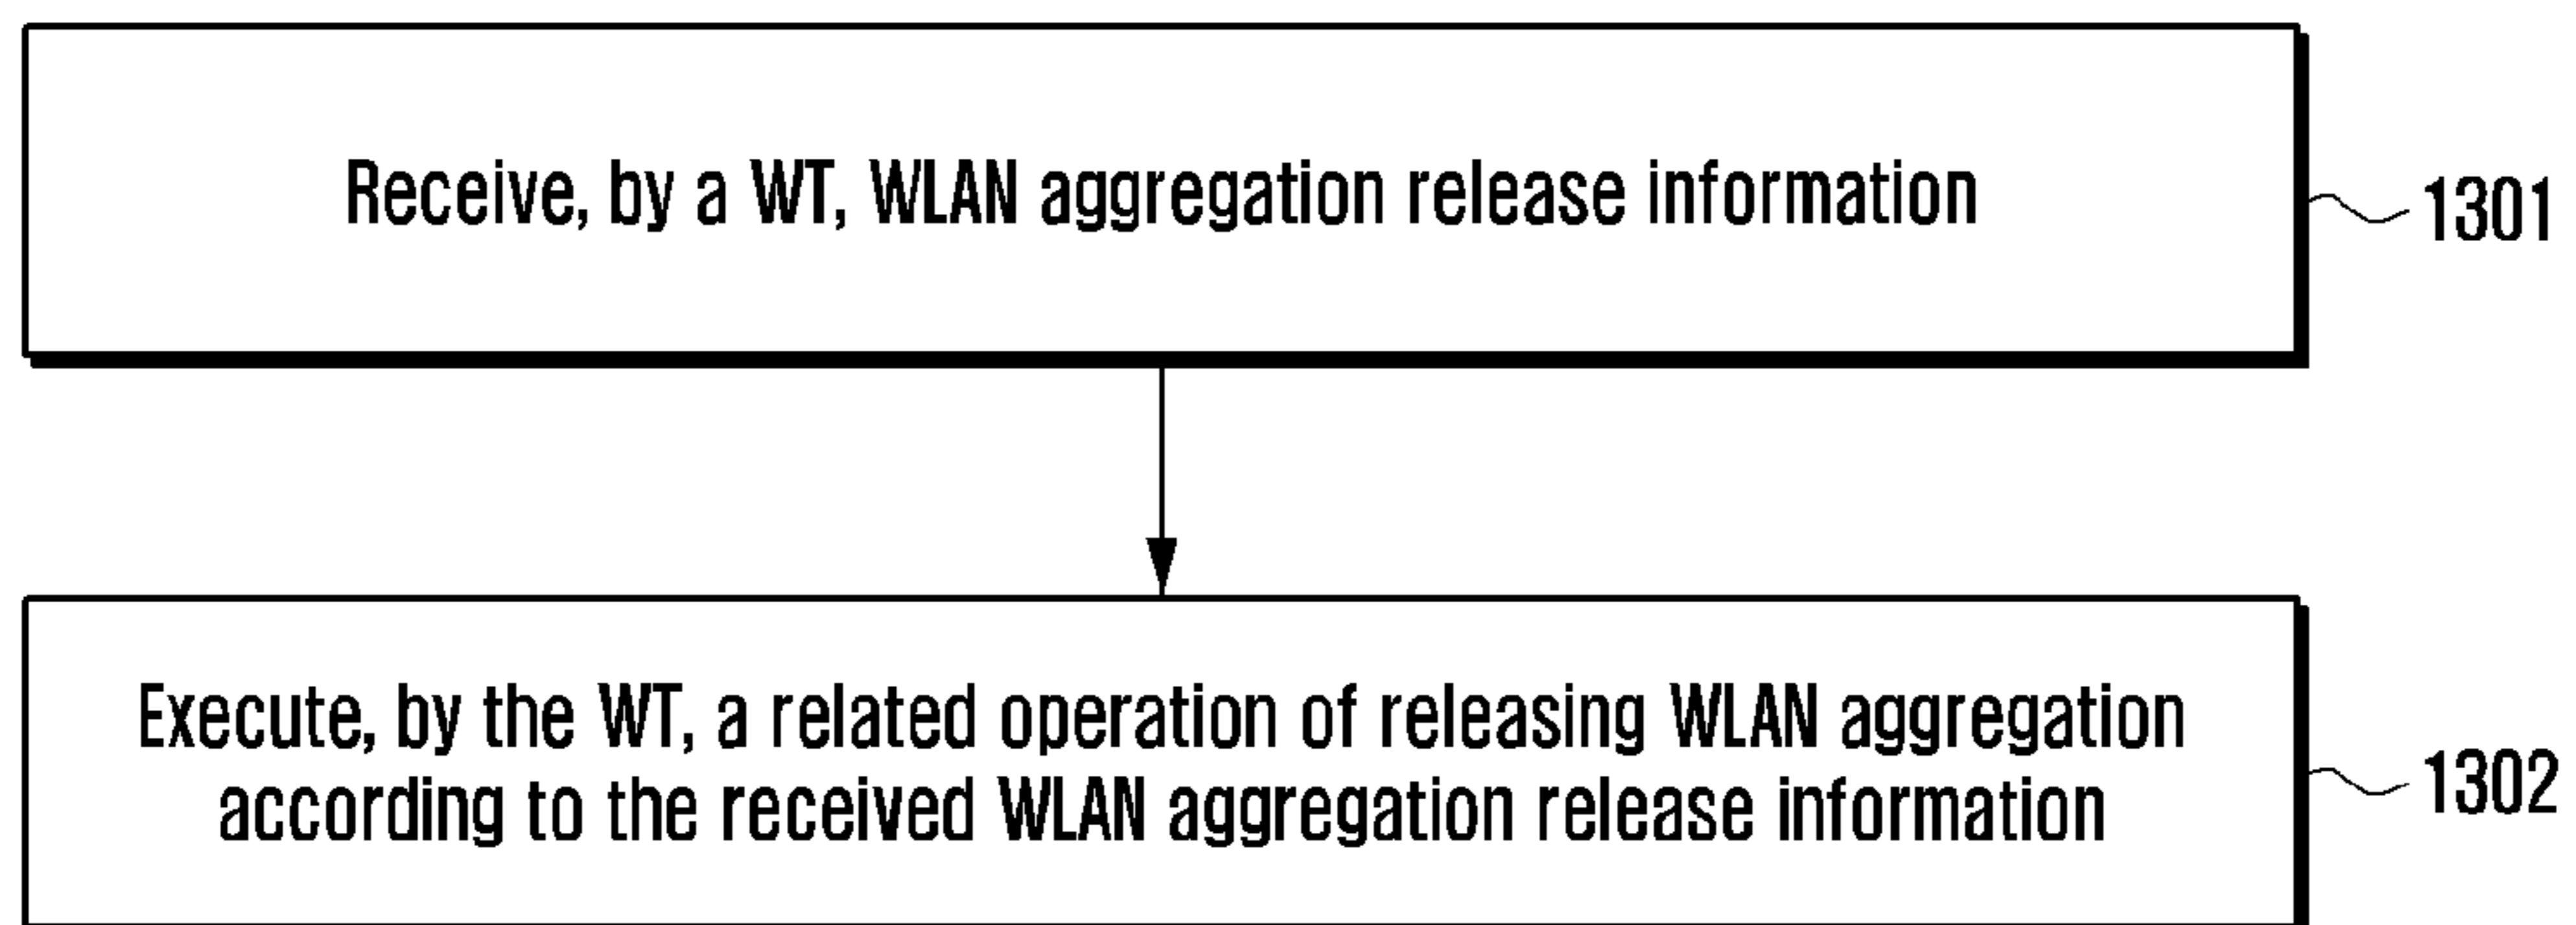 Receive, by a WT, WLAN aggregation release information
1301
Execute, by the WT, a related operation of releasing WLAN aggregation
according to the received WLAN aggregation release information
1302